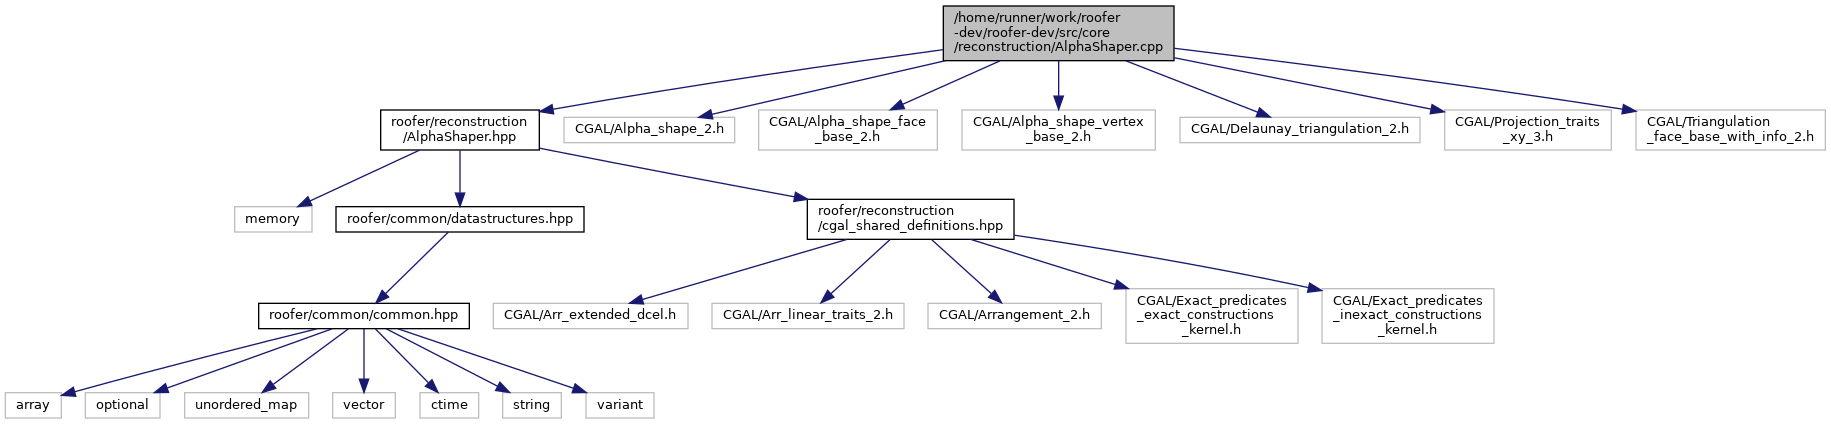 /home/runner/work/roofer
-dev/roofer-dev/src/core
/reconstruction/AlphaShaper.cpp
roofer/reconstruction
/AlphaShaper.hpp
CGAL/Alpha_shape_2.h
CGAL/Alpha_shape_face
_base_2.h
CGAL/Alpha_shape_vertex
_base_2.h
CGAL/Delaunay_triangulation_2.h
CGAL/Projection_traits
_xy_3.h
CGAL/Triangulation
_face_base_with_info_2.h
memory
roofer/common/datastructures.hpp
roofer/reconstruction
/cgal_shared_definitions.hpp
roofer/common/common.hpp
CGAL/Arr_extended_dcel.h
CGAL/Arr_linear_traits_2.h
CGAL/Arrangement_2.h
CGAL/Exact_predicates
_exact_constructions
_kernel.h
CGAL/Exact_predicates
_inexact_constructions
_kernel.h
array
optional
unordered_map
vector
ctime
string
variant